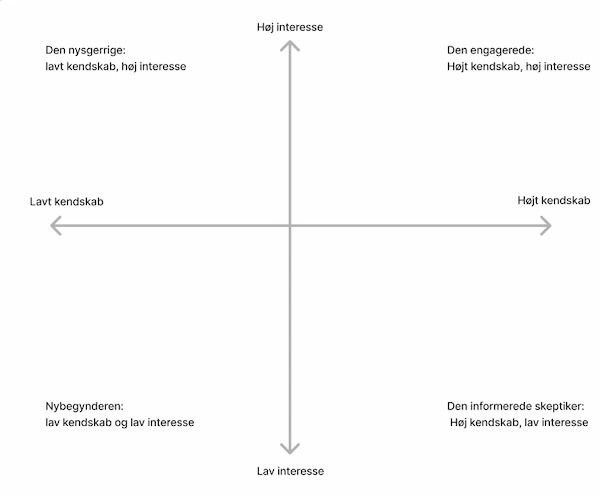 Høj interesse
Den nysgerrige:
lavt kendskab, høj interesse
Den engagerede:
Højt kendskab, høj interesse
Lavt kendskab
Højt kendskab
Nybegynderen:
lav kendskab og lav interesse
Den informerede skeptiker:
Høj kendskab, lav interesse
Lav interesse